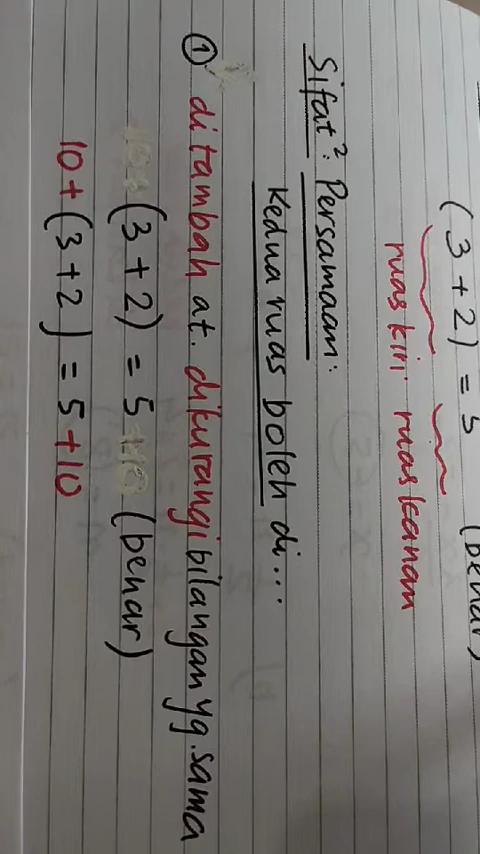 (3 + 2) = 5 (benar)
ruas kiri ruas kanan
Sifat²: Persamaan:
Kedua ruas boleh di...
① ditambah at. dikurangi bilangan yg. sama
(3 + 2) = 5 (benar)
10 + (3 + 2) = 5 + 10